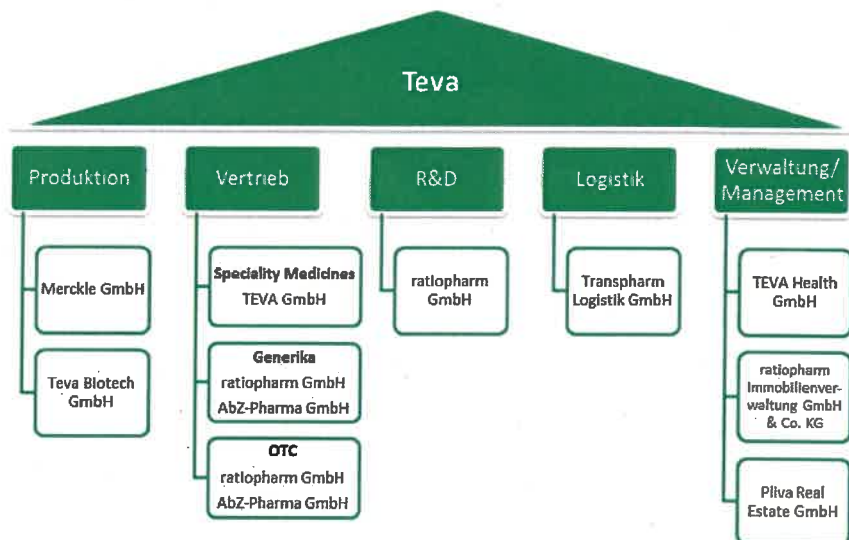 Teva
Produktion
Vertrieb
R&D
Logistik
Verwaltung/
Management
Merckle GmbH
Teva Biotech
GmbH
Speciality Medicines
TEVA GmbH
Generika
ratiopharm GmbH
AbZ-Pharma GmbH
OTC
ratiopharm GmbH
AbZ-Pharma GmbH
ratiopharm
GmbH
Transpharm
Logistik GmbH
TEVA Health
GmbH
ratiopharm
Immobilienver-
waltung GmbH
& Co. KG
Pliva Real
Estate GmbH